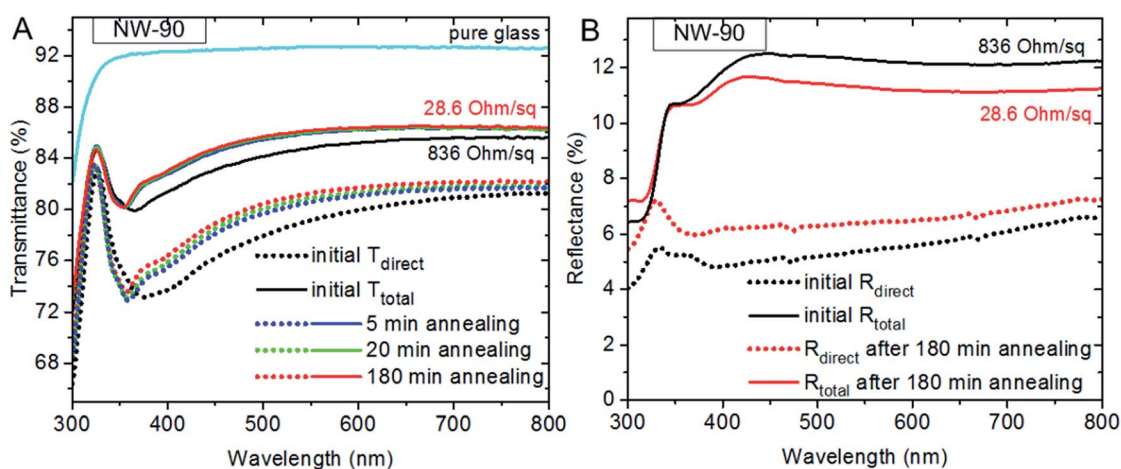 A
NW-90
pure glass
28.6 Ohm/sq
836 Ohm/sq
initial T_direct
initial T_total
5 min annealing
20 min annealing
180 min annealing
Transmittance (%)
92
88
84
80
76
72
68
300 400 500 600 700 800
Wavelength (nm)
B
NW-90
836 Ohm/sq
28.6 Ohm/sq
initial R_direct
initial R_total
R_direct after 180 min annealing
R_total after 180 min annealing
Reflectance (%)
12
10
8
6
4
2
0
300 400 500 600 700 800
Wavelength (nm)